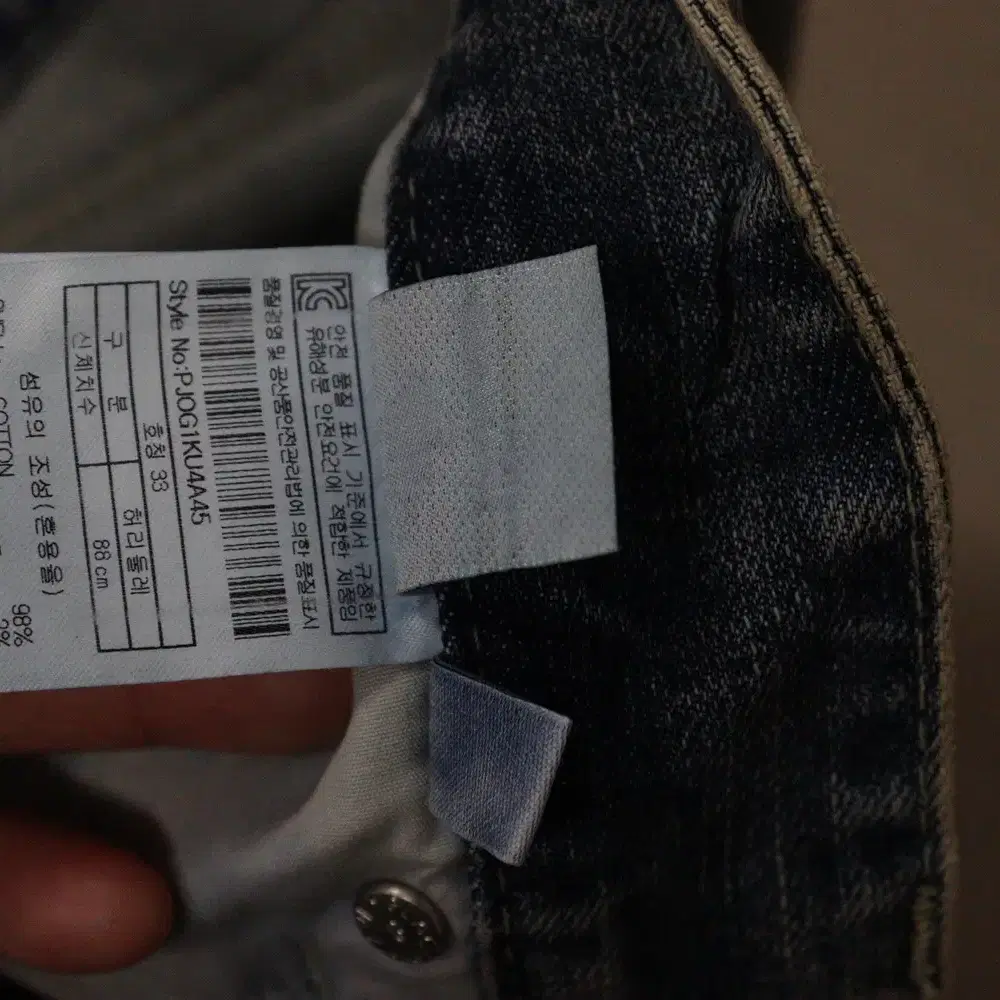 안전 품질 표시 기준에서 규정한
유해성분 안전요건에 적합한 제품임
품질경영 및 공산품안전관리법에 의한 품질표시
Style No:PJOG1KU4A45
호칭 33
구 분
허리둘레
신체치수
88 cm
섬유의 조성(혼용율)
COTTON
98%